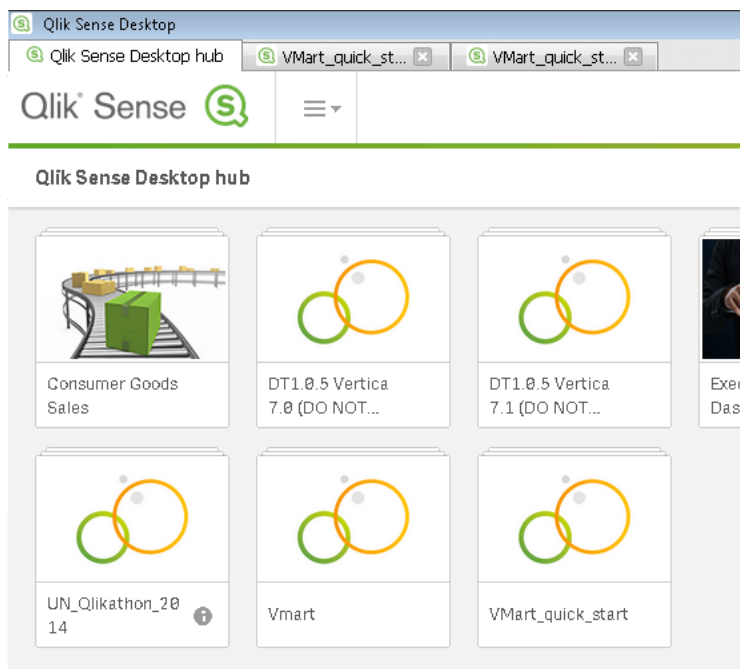 Qlik Sense Desktop
Qlik Sense Desktop hub
VMart_quick_st...
VMart_quick_st...
Qlik Sense
Qlik Sense Desktop hub
Consumer Goods
Sales
DT1.0.5 Vertica
7.0 (DO NOT...
DT1.0.5 Vertica
7.1 (DO NOT...
Exe
Das
UN_Qlikathon_20
14
Vmart
VMart_quick_start